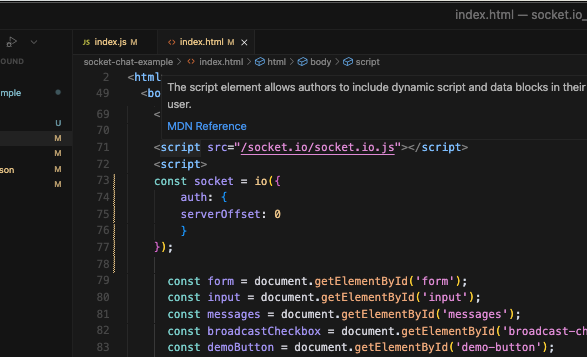 index.html — socket.io_
JS index.js M
<> index.html M ×
OUND
socket-chat-example > <> index.html > html > body > script
mple
U
M
M
son M
M
2 <html
49 <bo
The script element allows authors to include dynamic script and data blocks in their
user.
MDN Reference
69 <
70
71 <script src="/socket.io/socket.io.js"></script>
72 <script>
73 const socket = io({
74 auth: {
75 serverOffset: 0
76 }
77 });
78
79 const form = document.getElementById('form');
80 const input = document.getElementById('input');
81 const messages = document.getElementById('messages');
82 const broadcastCheckbox = document.getElementById('broadcast-ch
83 const demoButton = document.getElementById('demo-button');